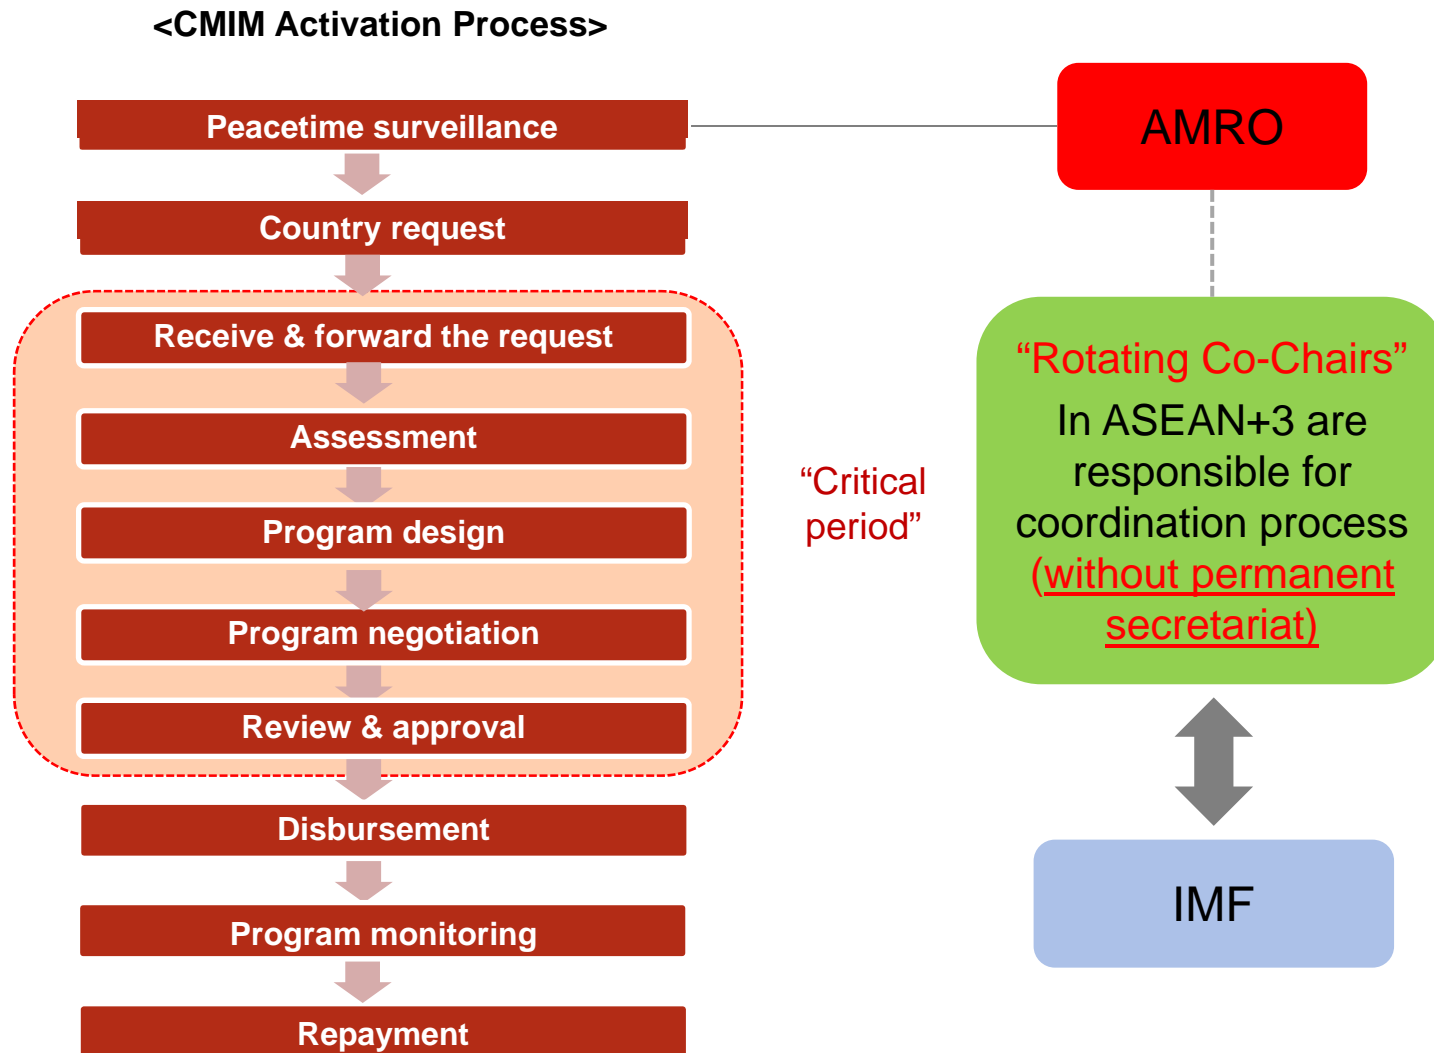 <CMIM Activation Process>
Peacetime surveillance
Country request
Receive & forward the request
Assessment
Program design
Program negotiation
Review & approval
Disbursement
Program monitoring
Repayment
“Critical
period”
AMRO
“Rotating Co-Chairs”
In ASEAN+3 are
responsible for
coordination process
(without permanent
secretariat)
IMF